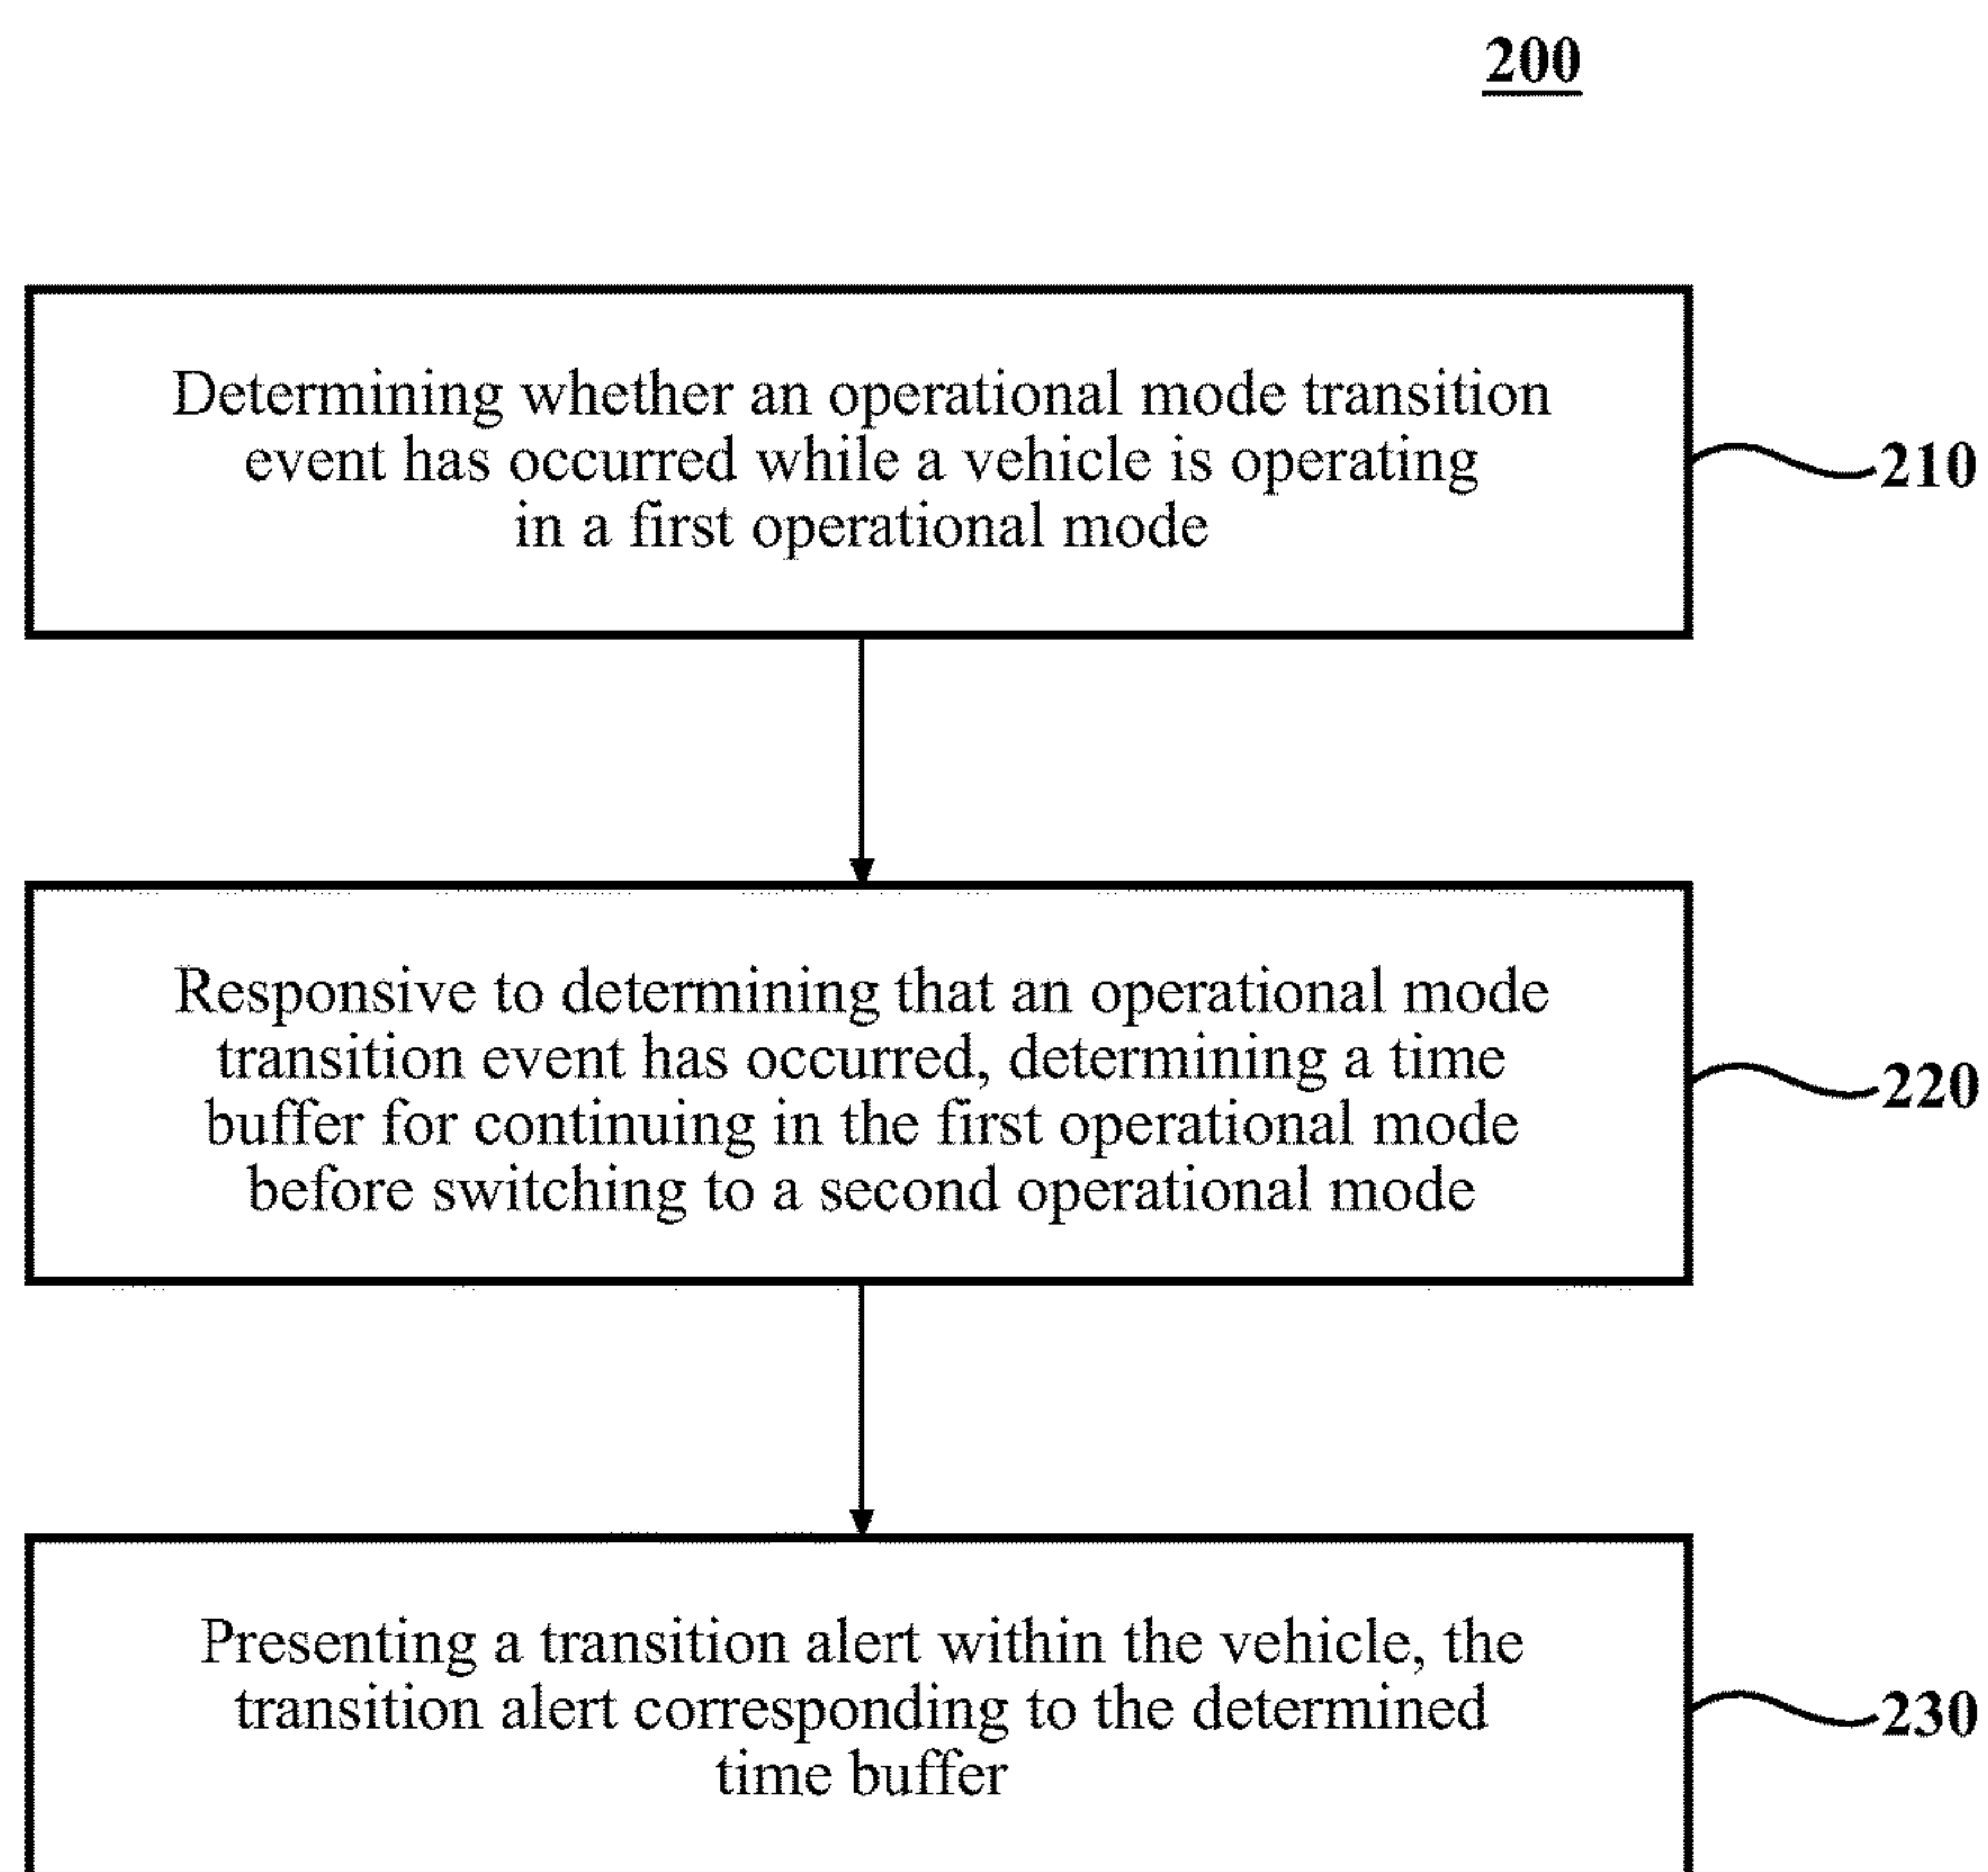 200
Determining whether an operational mode transition
event has occurred while a vehicle is operating
in a first operational mode
210
Responsive to determining that an operational mode
transition event has occurred, determining a time
buffer for continuing in the first operational mode
before switching to a second operational mode
220
Presenting a transition alert within the vehicle, the
transition alert corresponding to the determined
time buffer
230